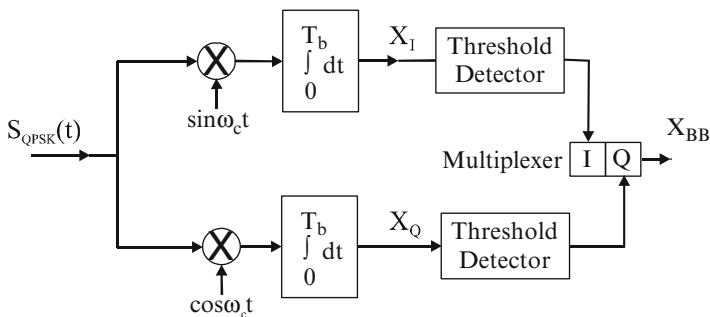 T_b
∫ dt
0
X_I
Threshold
Detector
sinω_ct
S_QPSK(t)
X_BB
Multiplexer
I
Q
T_b
∫ dt
0
X_Q
Threshold
Detector
cosω_ct